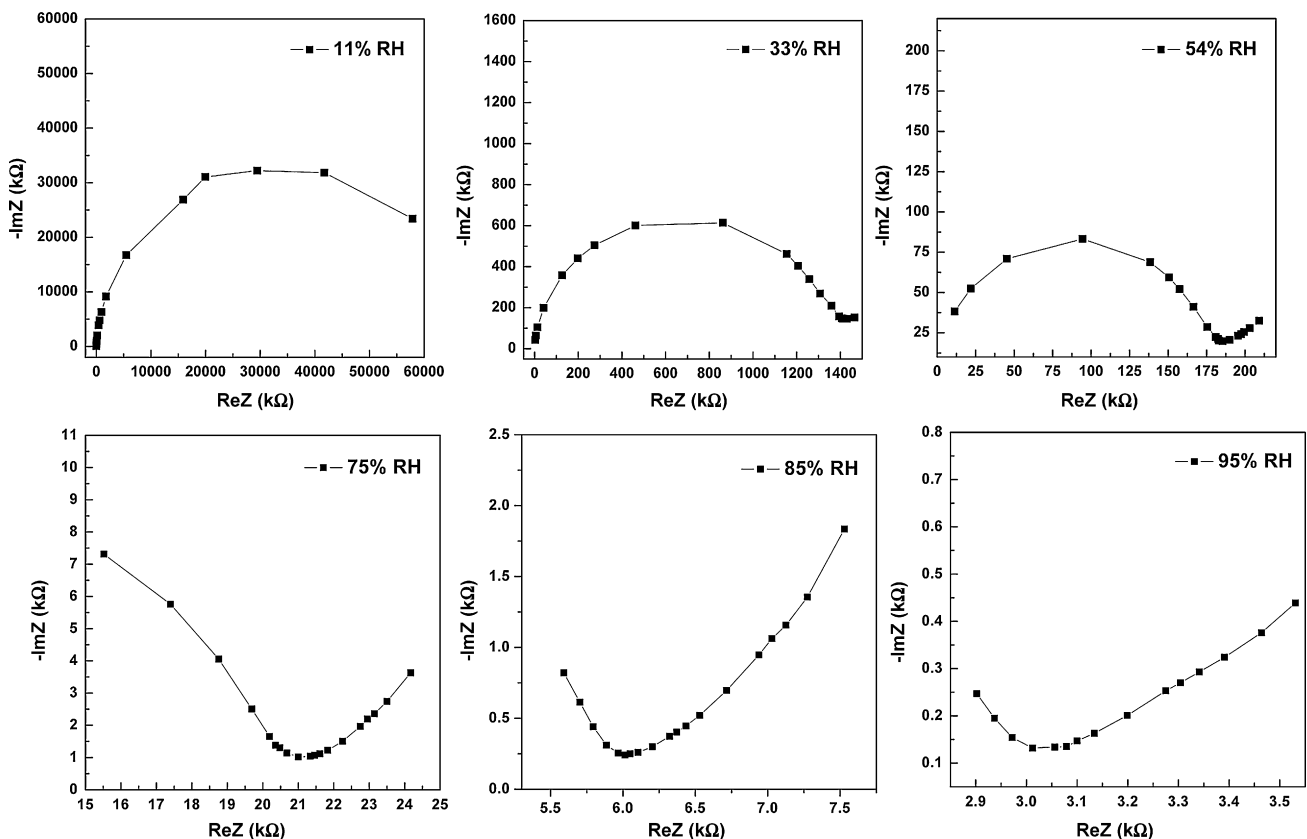 60000
50000
40000
30000
20000
10000
0
-ImZ (kΩ)
11% RH
0 10000 20000 30000 40000 50000 60000
ReZ (kΩ)
1600
1400
1200
1000
800
600
400
200
0
-ImZ (kΩ)
33% RH
0 200 400 600 800 1000 1200 1400
ReZ (kΩ)
200
175
150
125
100
75
50
25
-ImZ (kΩ)
54% RH
0 25 50 75 100 125 150 175 200
ReZ (kΩ)
11
10
9
8
7
6
5
4
3
2
1
0
-ImZ (kΩ)
75% RH
15 16 17 18 19 20 21 22 23 24 25
ReZ (kΩ)
2.5
2.0
1.5
1.0
0.5
0.0
-ImZ (kΩ)
85% RH
5.5 6.0 6.5 7.0 7.5
ReZ (kΩ)
0.8
0.7
0.6
0.5
0.4
0.3
0.2
0.1
-ImZ (kΩ)
95% RH
2.9 3.0 3.1 3.2 3.3 3.4 3.5
ReZ (kΩ)